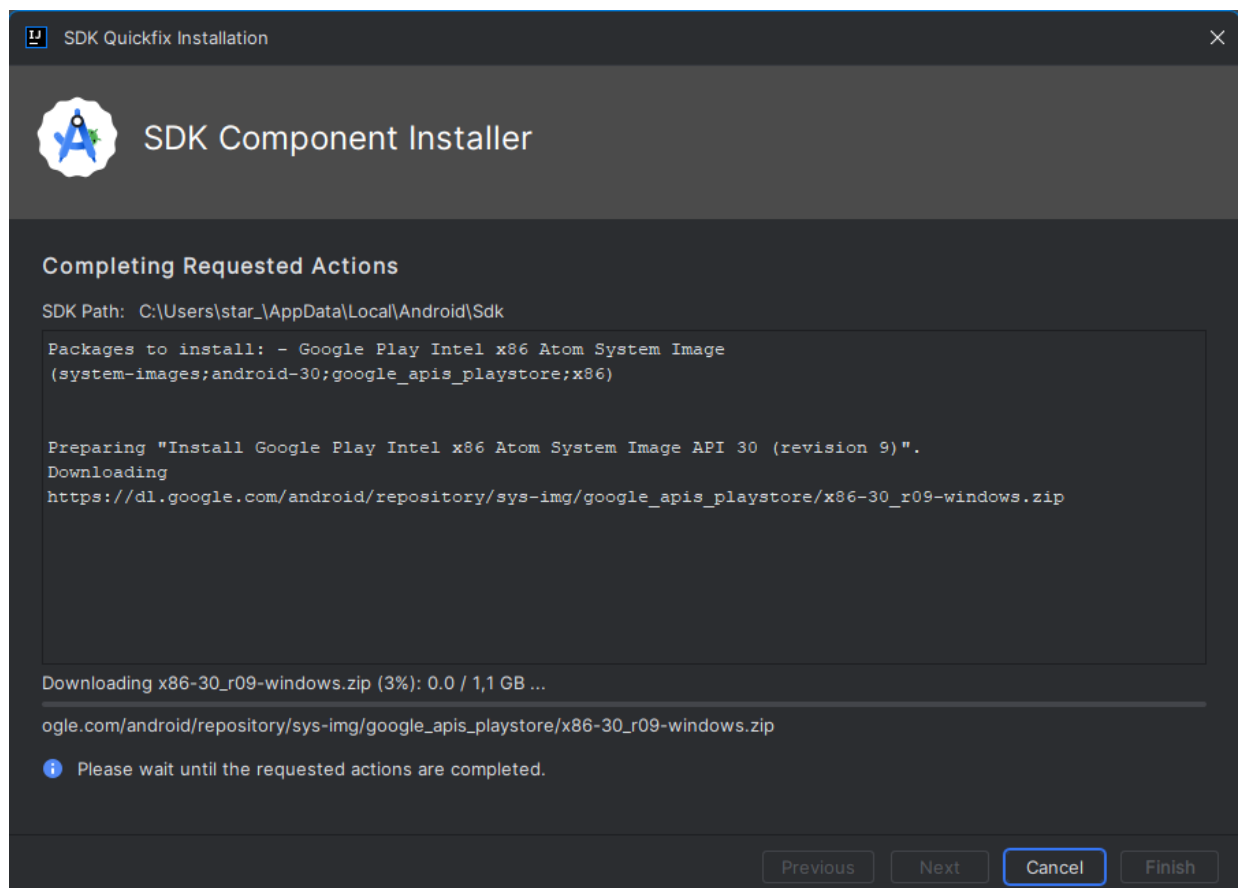 SDK Quickfix Installation
SDK Component Installer
Completing Requested Actions
SDK Path: C:\Users\star_\AppData\Local\Android\Sdk
Packages to install: - Google Play Intel x86 Atom System Image
(system-images;android-30;google_apis_playstore;x86)
Preparing "Install Google Play Intel x86 Atom System Image API 30 (revision 9)".
Downloading
https://dl.google.com/android/repository/sys-img/google_apis_playstore/x86-30_r09-windows.zip
Downloading x86-30_r09-windows.zip (3%): 0.0 / 1,1 GB ...
ogle.com/android/repository/sys-img/google_apis_playstore/x86-30_r09-windows.zip
Please wait until the requested actions are completed.
Previous Next Cancel Finish